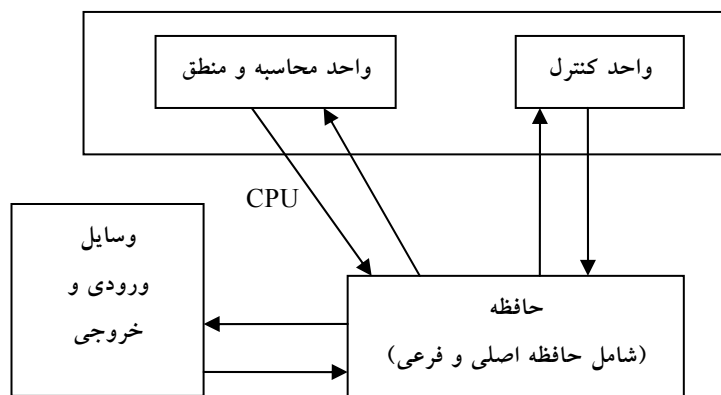 واحد کنترل
واحد محاسبه و منطق
CPU
وسایل
ورودی و
خروجی
حافظه
(شامل حافظه اصلی و فرعی)